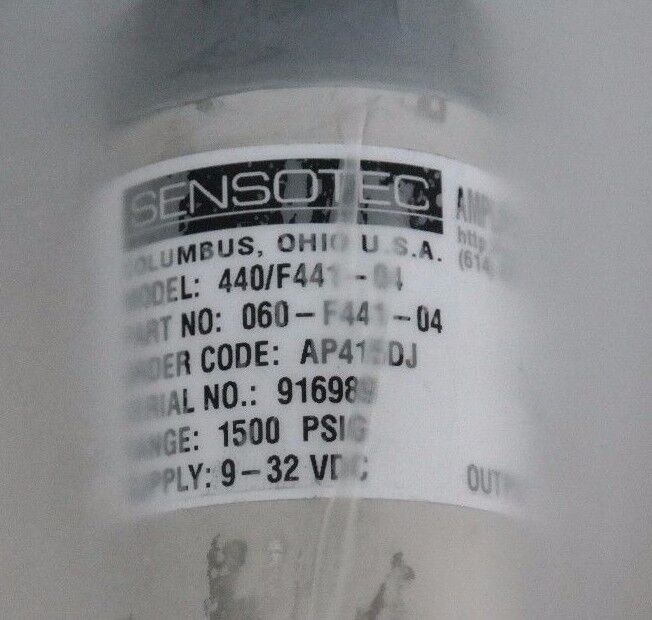 SENSOTEC
COLUMBUS, OHIO U.S.A.
MODEL: 440/F441-04
PART NO: 060-F441-04
ORDER CODE: AP415DJ
SERIAL NO.: 916989
RANGE: 1500 PSIG
SUPPLY: 9-32 VDC